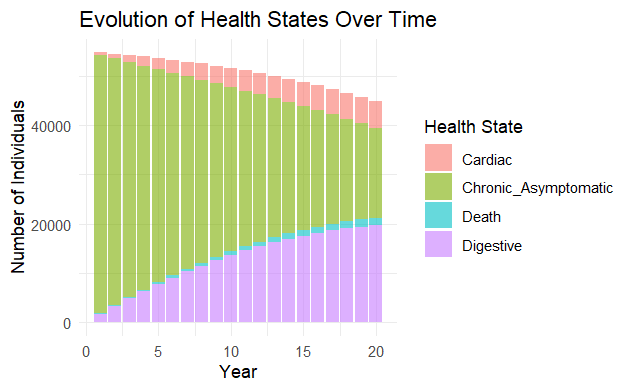 Evolution of Health States Over Time
Number of Individuals
40000
20000
0
0
5
10
15
20
Year
Health State
Cardiac
Chronic_Asymptomatic
Death
Digestive